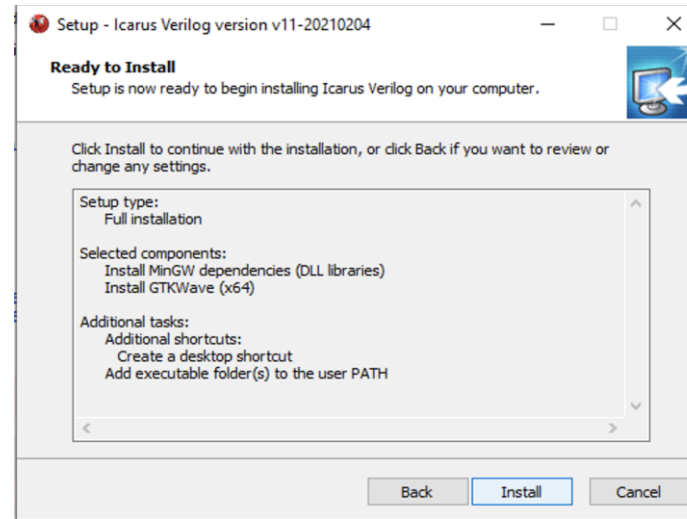 Setup - Icarus Verilog version v11-20210204
Ready to Install
Setup is now ready to begin installing Icarus Verilog on your computer.
Click Install to continue with the installation, or click Back if you want to review or
change any settings.
Setup type:
Full installation
Selected components:
Install MinGW dependencies (DLL libraries)
Install GTKWave (x64)
Additional tasks:
Additional shortcuts:
Create a desktop shortcut
Add executable folder(s) to the user PATH
Back
Install
Cancel